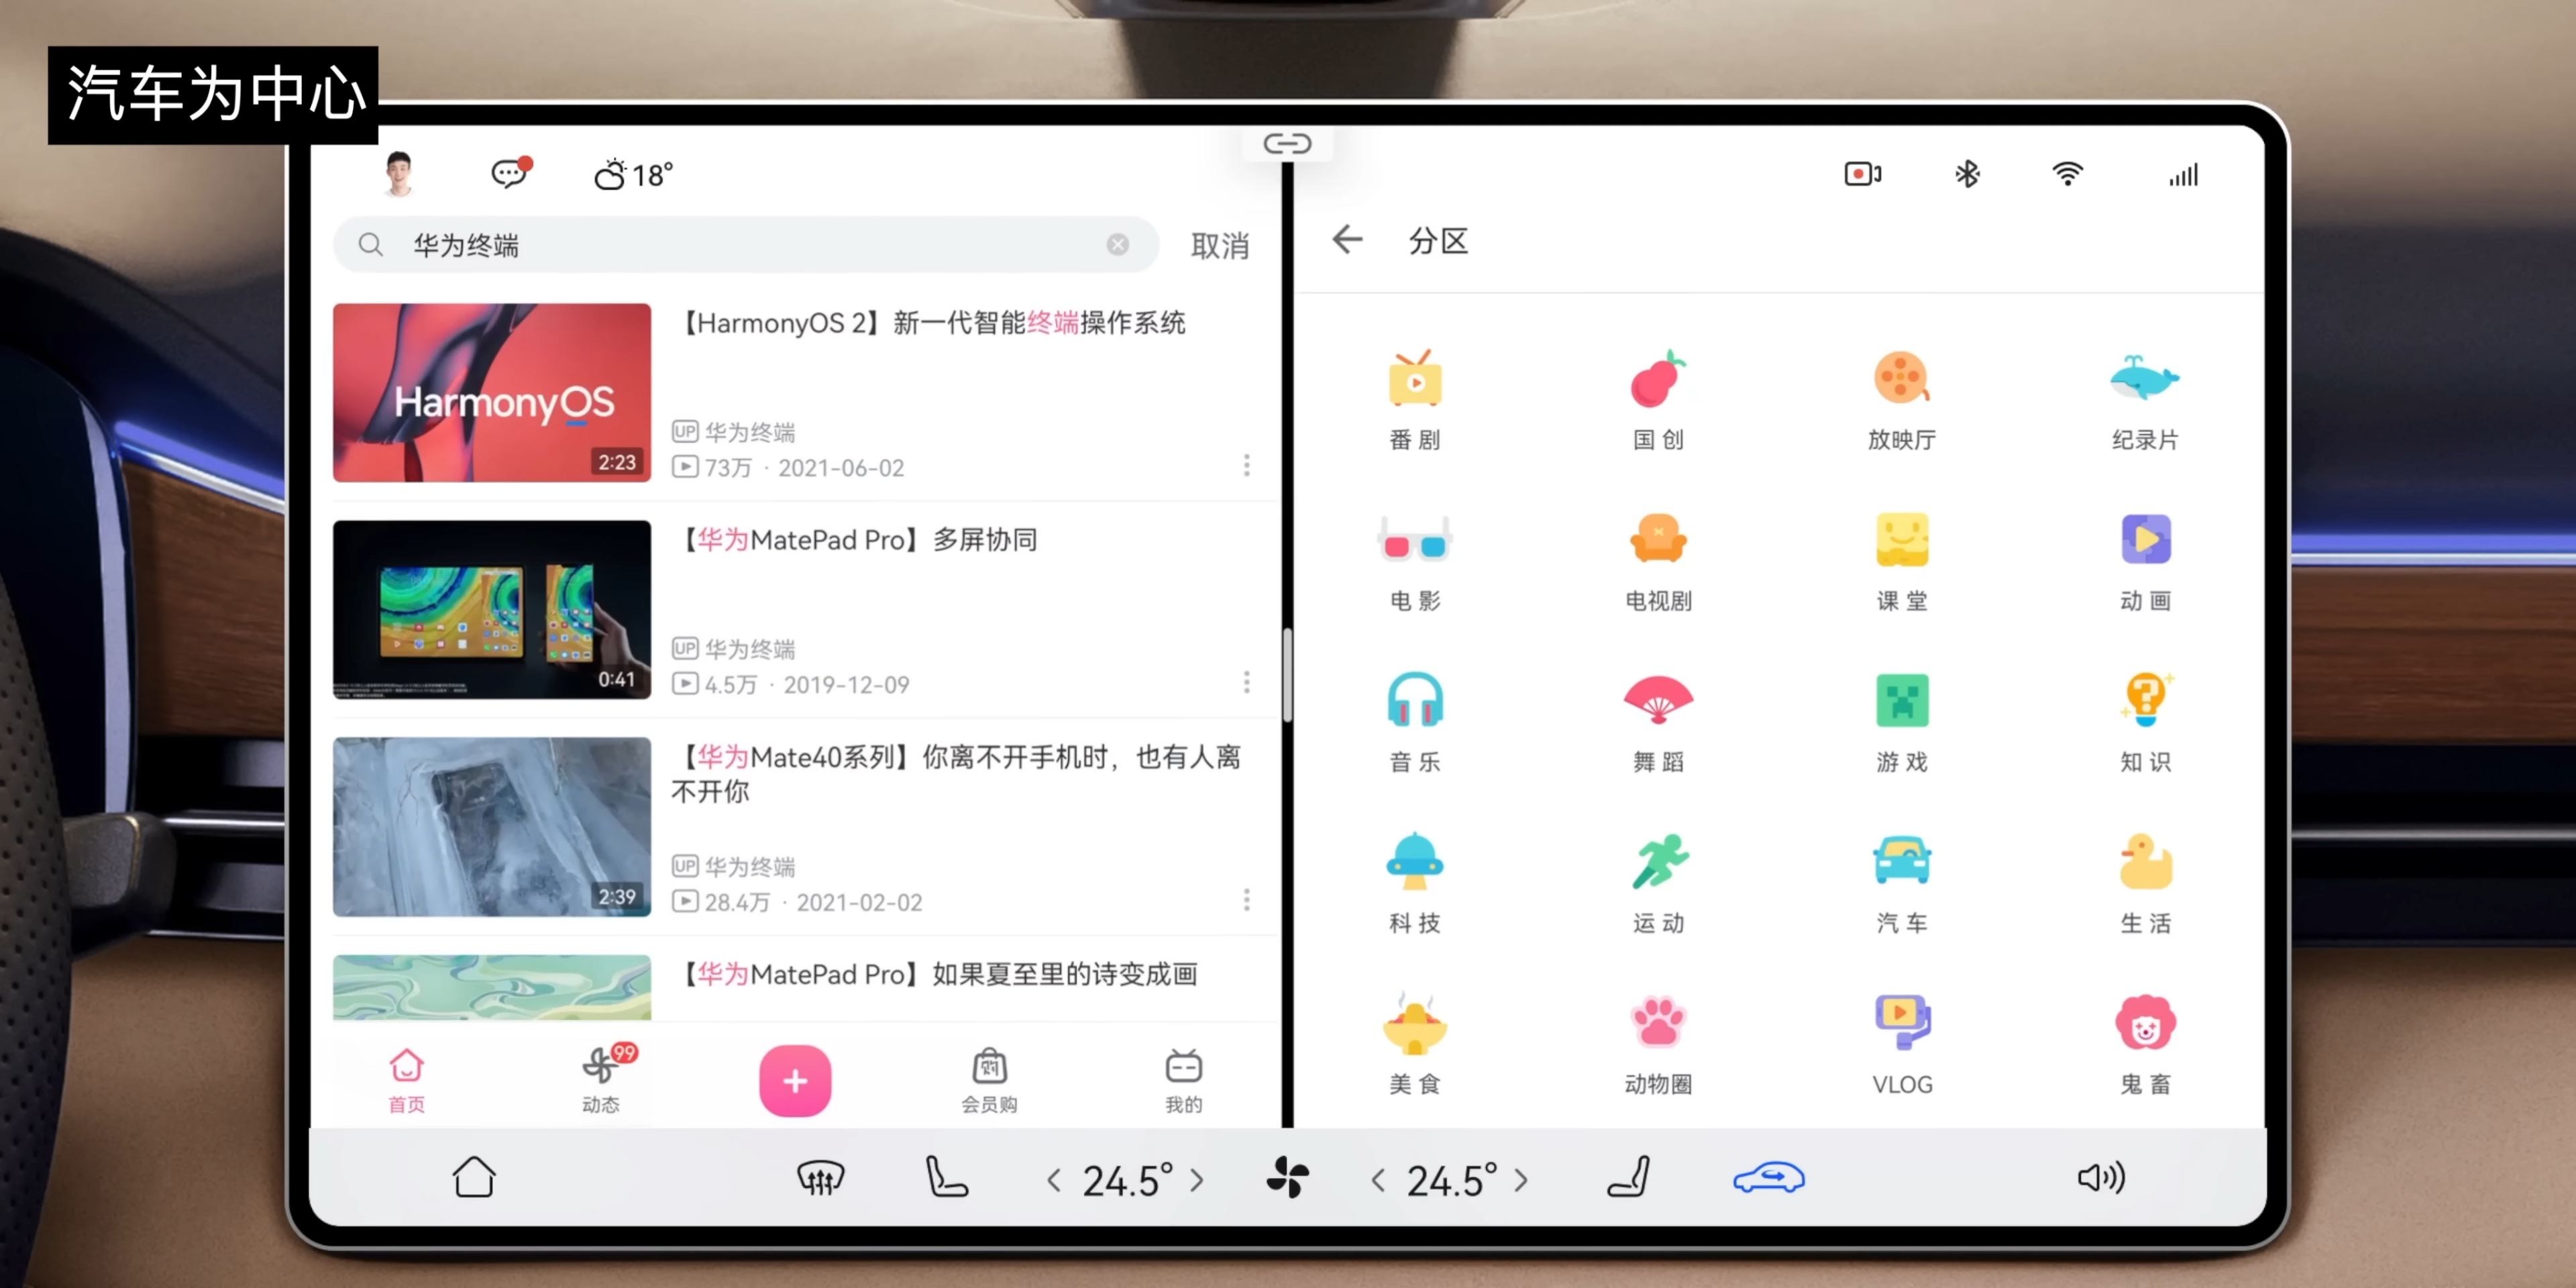 汽车为中心
18°
华为终端
取消
【HarmonyOS 2】新一代智能终端操作系统
HarmonyOS
2:23
UP 华为终端
73万 · 2021-06-02
【华为MatePad Pro】多屏协同
0:41
UP 华为终端
4.5万 · 2019-12-09
【华为Mate40系列】你离不开手机时，也有人离
不开你
2:39
UP 华为终端
28.4万 · 2021-02-02
【华为MatePad Pro】如果夏至里的诗变成画
首页
99
动态
购
会员购
我的
分区
番剧
国创
放映厅
纪录片
电影
电视剧
课堂
动画
音乐
舞蹈
游戏
知识
科技
运动
汽车
生活
美食
动物圈
VLOG
鬼畜
24.5°
24.5°